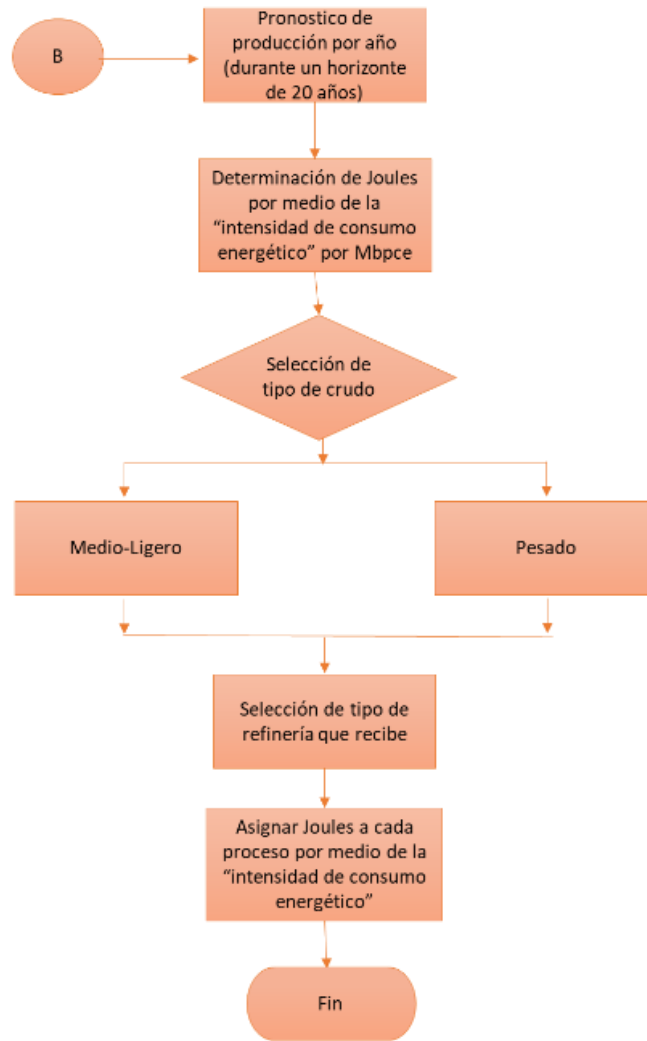 B
Pronostico de
producción por año
(durante un horizonte
de 20 años)
Determinación de Joules
por medio de la
“intensidad de consumo
energético” por Mbpce
Selección de
tipo de crudo
Medio-Ligero
Pesado
Selección de tipo de
refinería que recibe
Asignar Joules a cada
proceso por medio de la
“intensidad de consumo
energético”
Fin